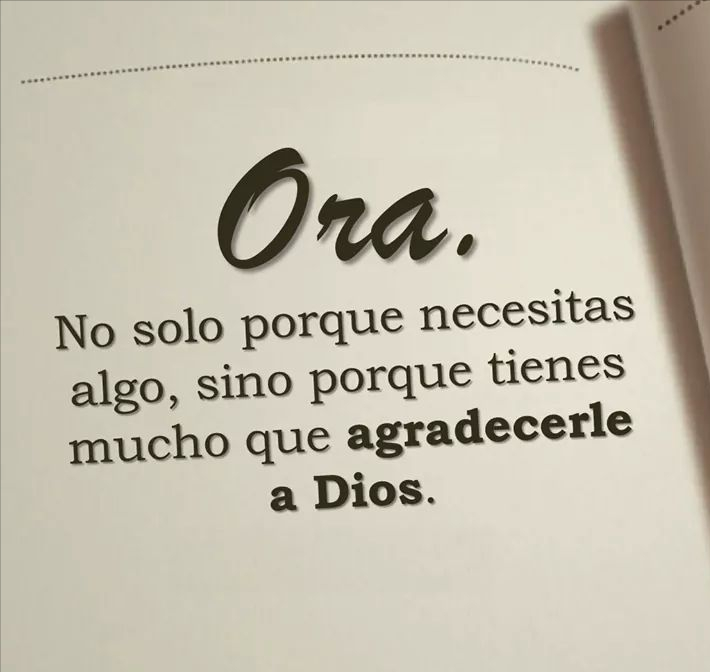 Ora.
No solo porque necesitas
algo, sino porque tienes
mucho que agradecerle
a Dios.